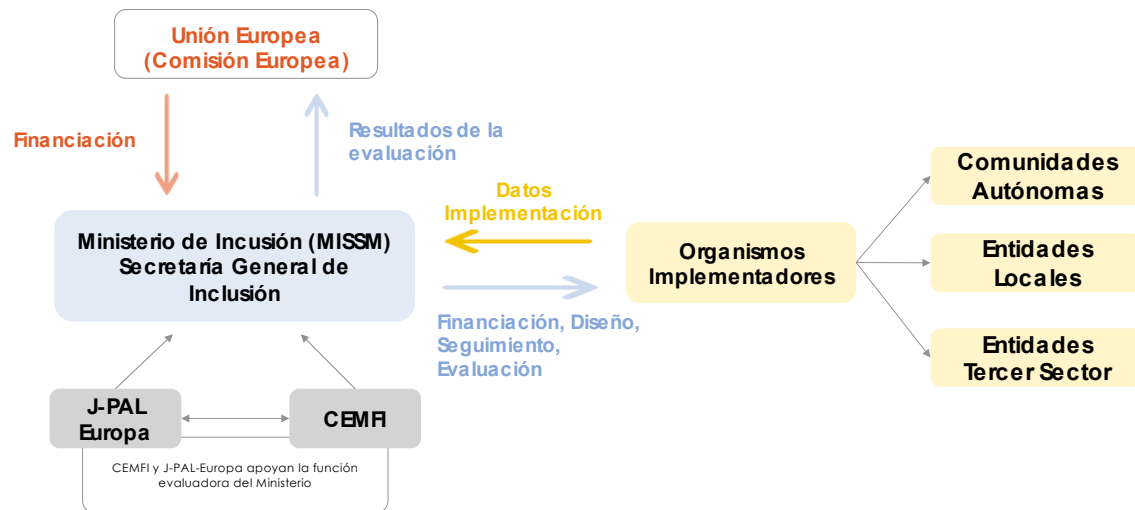 Unión Europea
(Comisión Europea)
Financiación
Resultados de la
evaluación
Datos
Implementación
Ministerio de Incusión (MISSM)
Secretaría General de
Inclusión
Organismos
Implementadores
Comunidades
Autónomas
Entidades
Locales
Entidades
Tercer Sector
Financiación, Diseño,
Seguimiento,
Evaluación
J-PAL
Europa
CEMFI
CEMFI y J-PAL-Europa apoyan la función
evaluadora del Ministerio